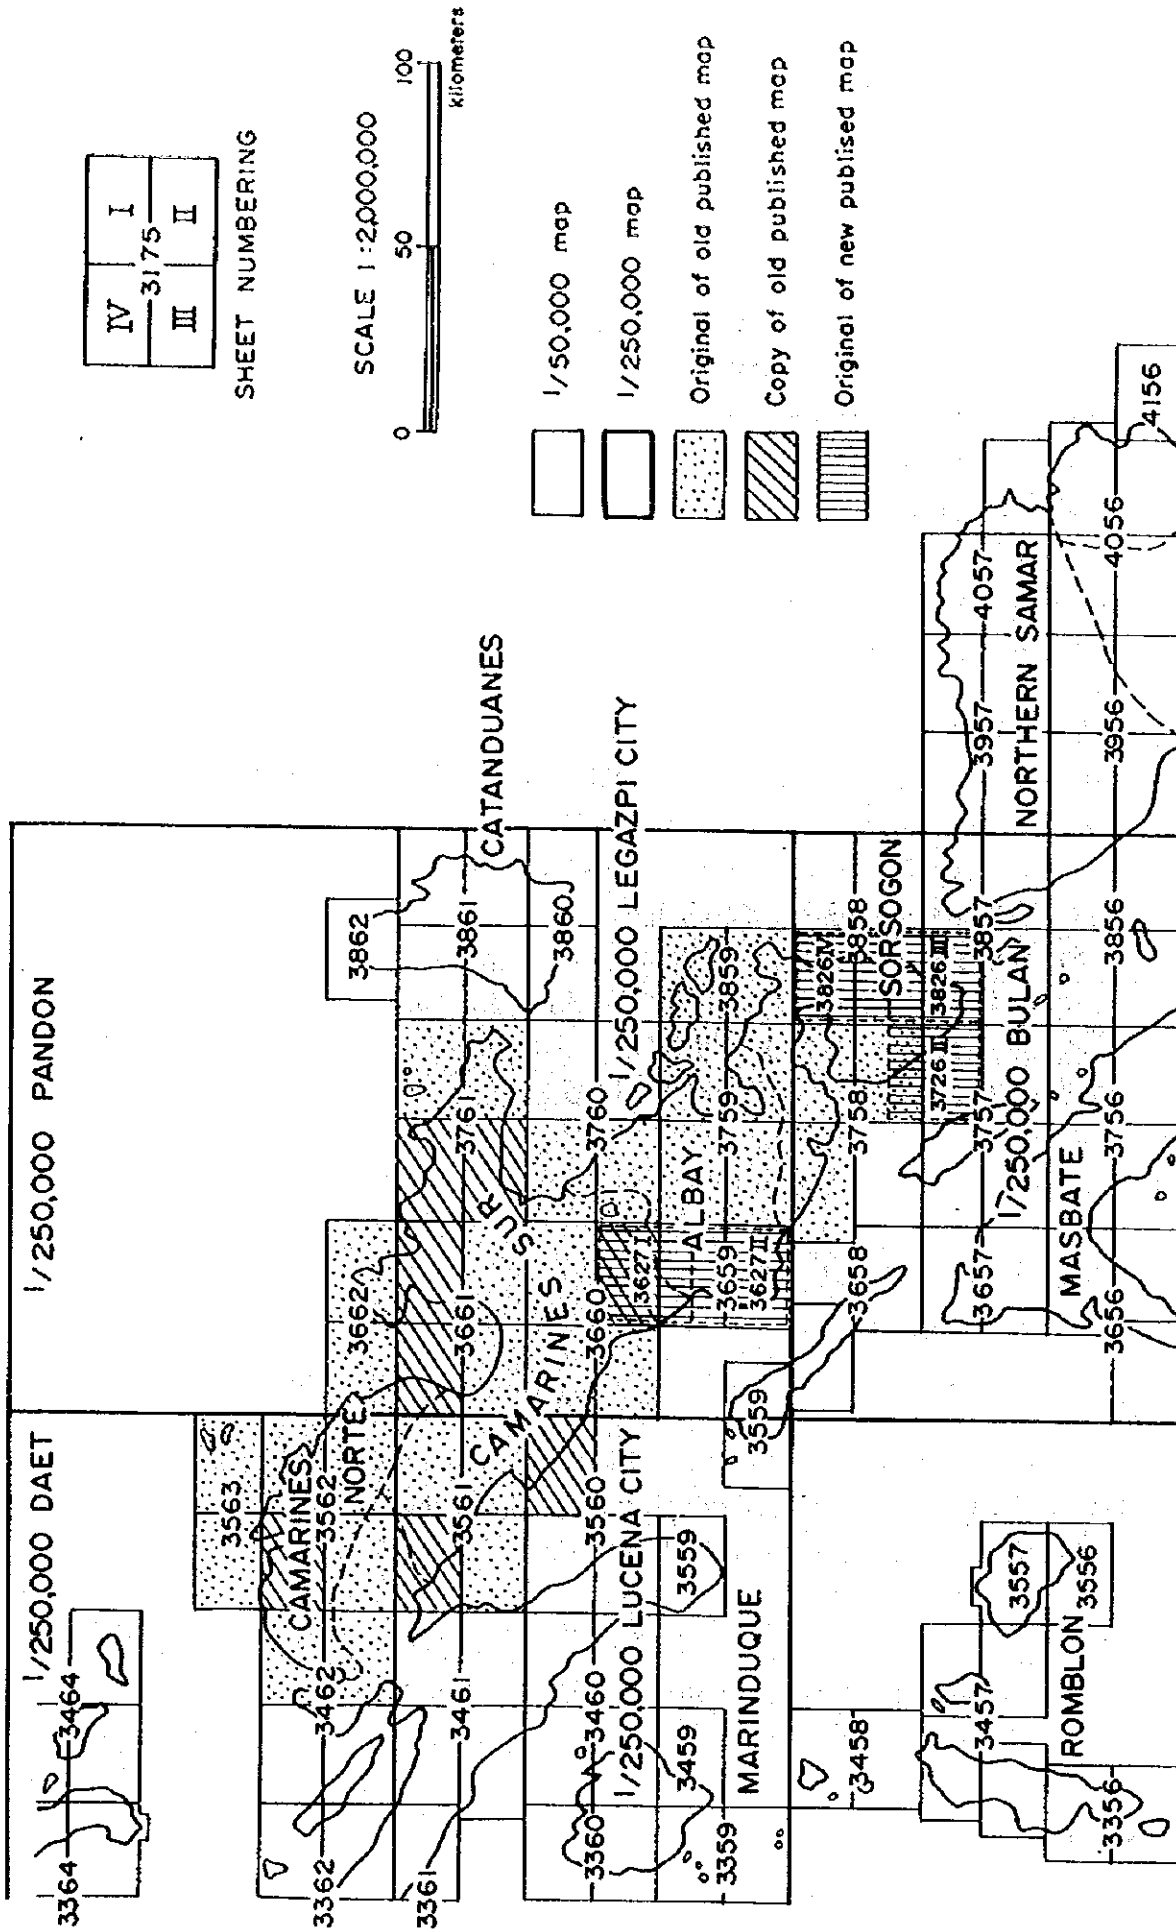 IV I
3175
III II
SHEET NUMBERING
SCALE 1:2,000,000
0 50 100
kilometers
1/50,000 map
1/250,000 map
Original of old published map
Copy of old published map
Original of new publised map
1/250,000 DAET
1/250,000 PANDON
3364 3464
3563
CAMARINES NORTE
3362 3462 3562 3662 3862
3361 3461 3561 3661 3761 3861
CATANDUANES
CAMARINES SUR
3360 3460 3560 3660 3760 3860
1/250,000 LUCENA CITY
1/250,000 LEGAZPI CITY
3627 I
3459 3559
ALBAY
3359 3559 3659 3759 3859
3627 II
MARINDUQUE
3826 IV
3458 3658 3758 3858
SORSOGON
3726 II 3826 III
3457 3557 3657 3757 3857 3957 4057
1/250,000 BULAN
NORTHERN SAMAR
ROMBLON
MASBATE
3356 3556 3656 3756 3856 3956 4056
4156